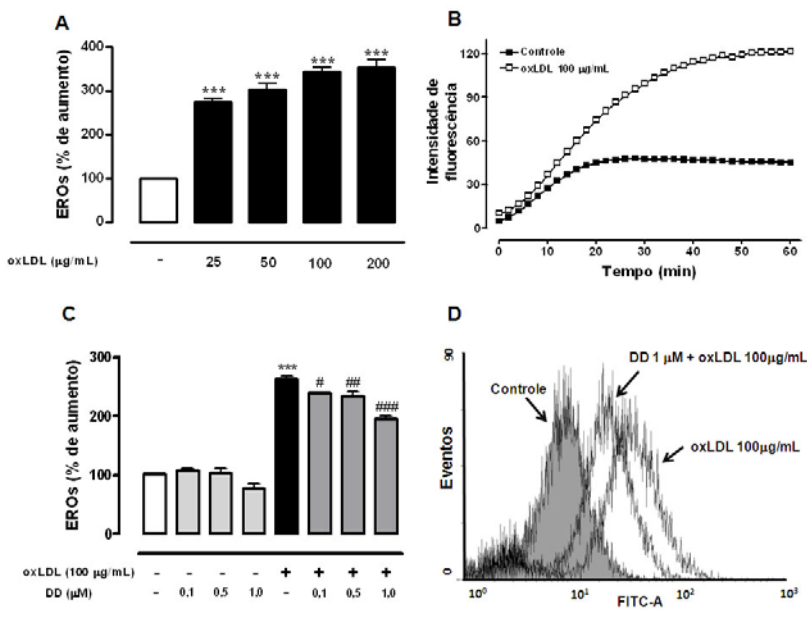 A
EROs (% de aumento)
400
300
200
100
0
***
***
***
***
oxLDL (μg/mL)
-
25
50
100
200
B
Intensidade de
fluorescência
120
90
60
30
0
Controle
oxLDL 100 μg/mL
0
10
20
30
40
50
60
Tempo (min)
C
EROs (% de aumento)
300
200
100
0
***
#
##
###
oxLDL (100 μg/mL) - - - - + + + +
DD (μM) - 0.1 0.5 1.0 - 0.1 0.5 1.0
D
Eventos
90
0
Controle
DD 1 μM + oxLDL 100μg/mL
oxLDL 100μg/mL
10⁰ 10¹ 10² 10³
FITC-A